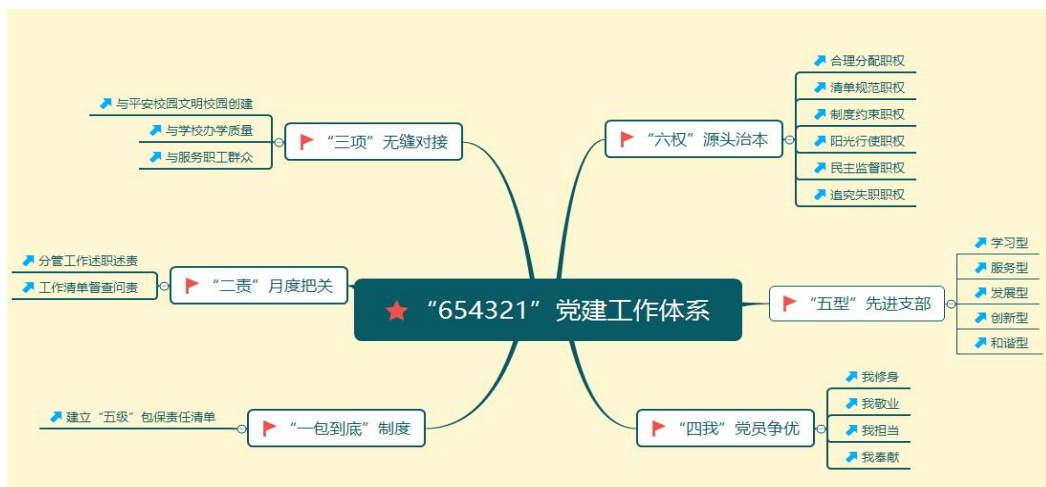 “654321”党建工作体系
“六权”源头治本
合理分配职权
清单规范职权
制度约束职权
阳光行使职权
民主监督职权
追究失职职权
“五型”先进支部
学习型
服务型
发展型
创新型
和谐型
“四我”党员争优
我修身
我敬业
我担当
我奉献
“三项”无缝对接
与平安校园文明校园创建
与学校办学质量
与服务职工群众
“二责”月度把关
分管工作述职述责
工作清单督查问责
“一包到底”制度
建立“五级”包保责任清单